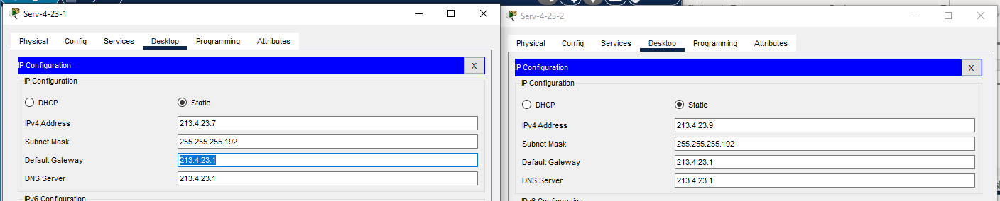 Serv-4-23-1
Physical Config Services Desktop Programming Attributes
IP Configuration X
IP Configuration
DHCP Static
IPv4 Address 213.4.23.7
Subnet Mask 255.255.255.192
Default Gateway 213.4.23.1
DNS Server 213.4.23.1
IPv6 Configuration
Serv-4-23-2
Physical Config Services Desktop Programming Attributes
IP Configuration X
IP Configuration
DHCP Static
IPv4 Address 213.4.23.9
Subnet Mask 255.255.255.192
Default Gateway 213.4.23.1
DNS Server 213.4.23.1
IPv6 Configuration